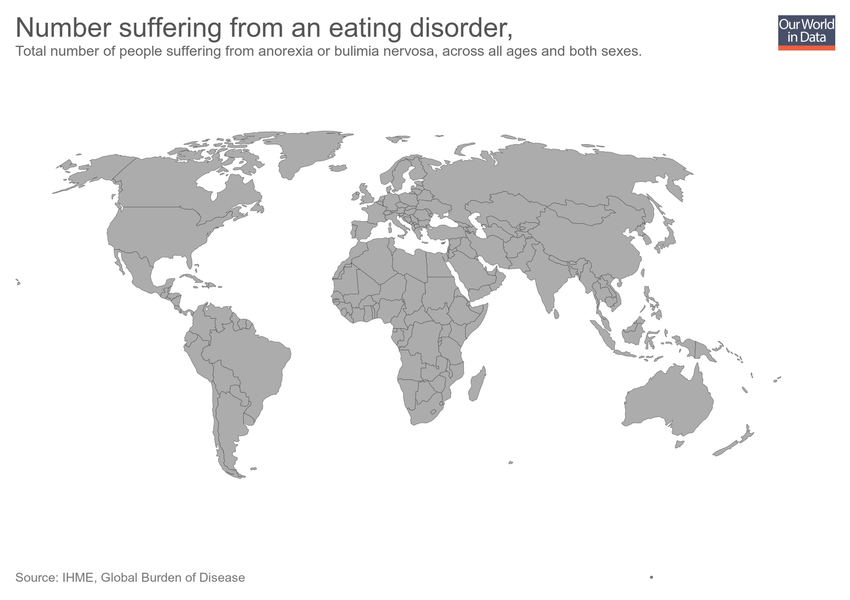 Number suffering from an eating disorder,
Total number of people suffering from anorexia or bulimia nervosa, across all ages and both sexes.
Our World
in Data
Source: IHME, Global Burden of Disease